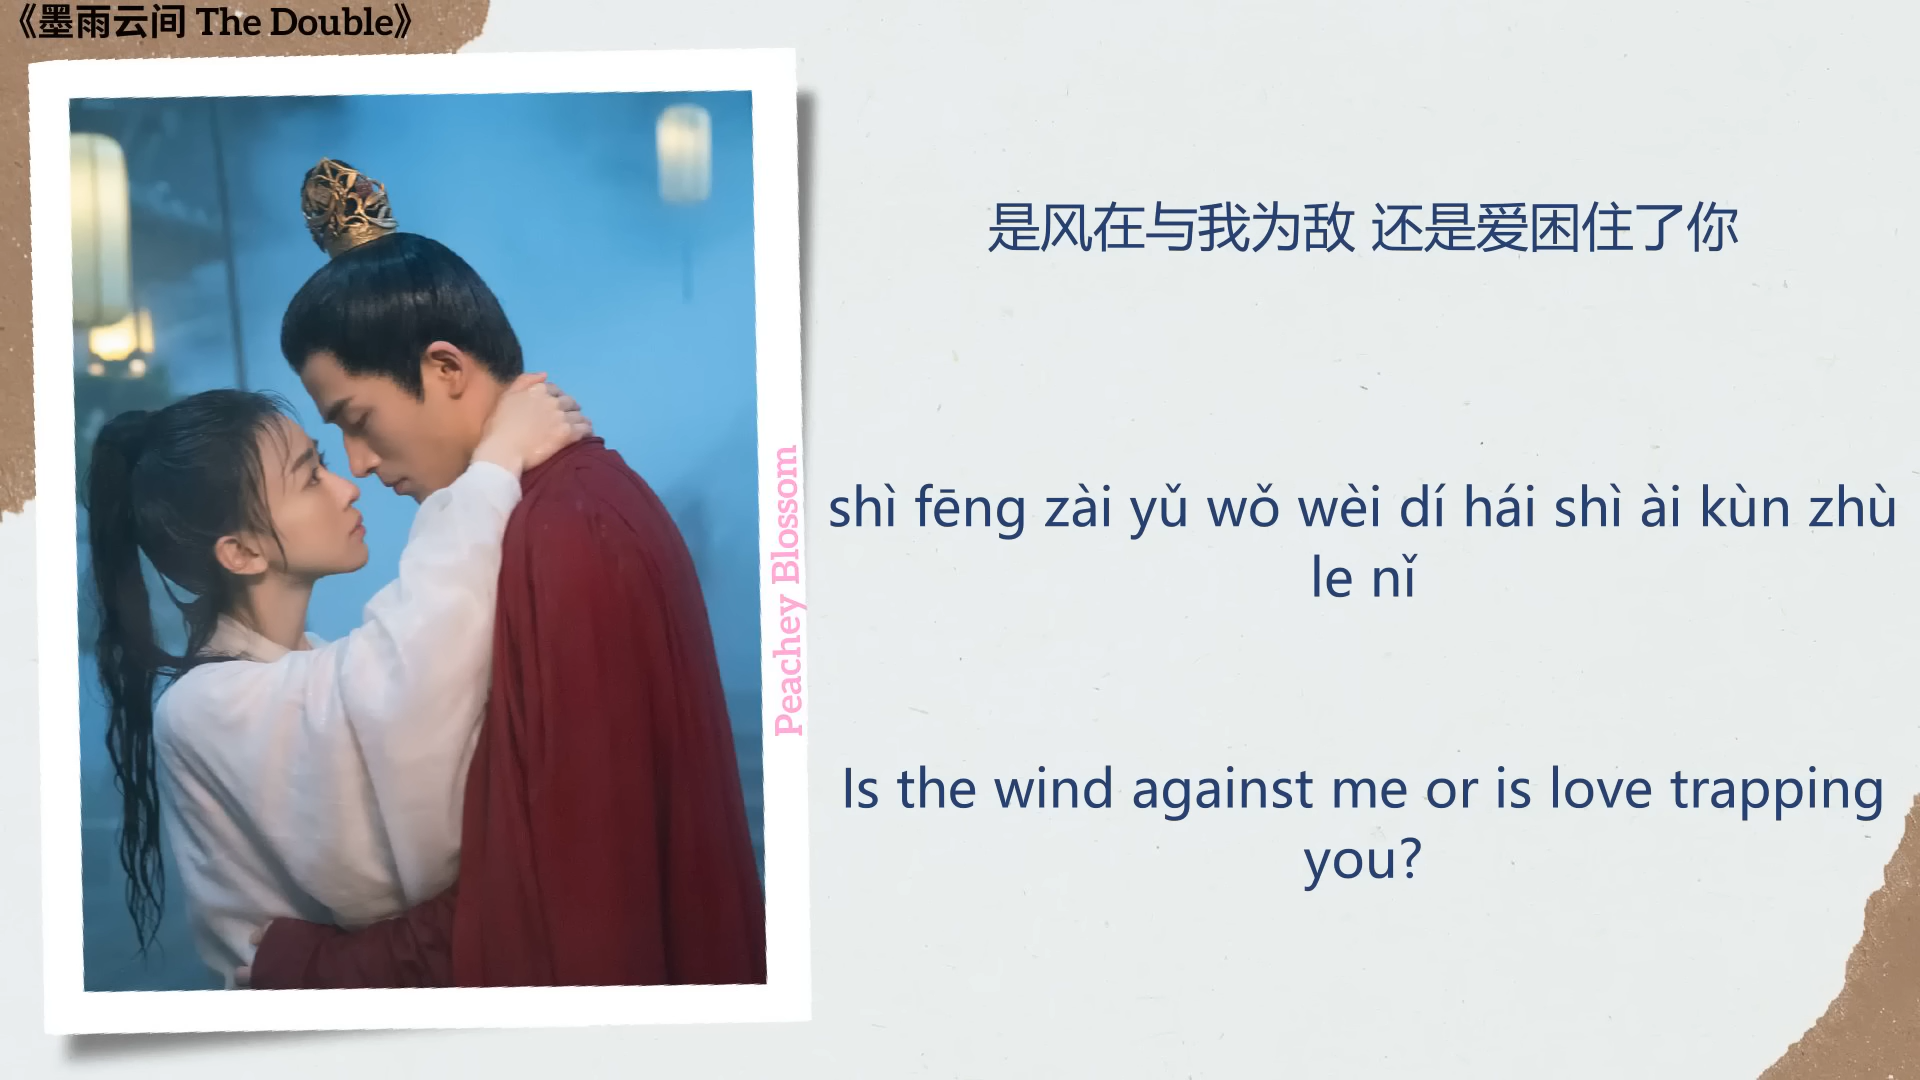 《墨雨云间 The Double》
是风在与我为敌 还是爱困住了你
shì fēng zài yǔ wǒ wèi dí hái shì ài kùn zhù
le nǐ
Is the wind against me or is love trapping
you?
Peachey Blossom